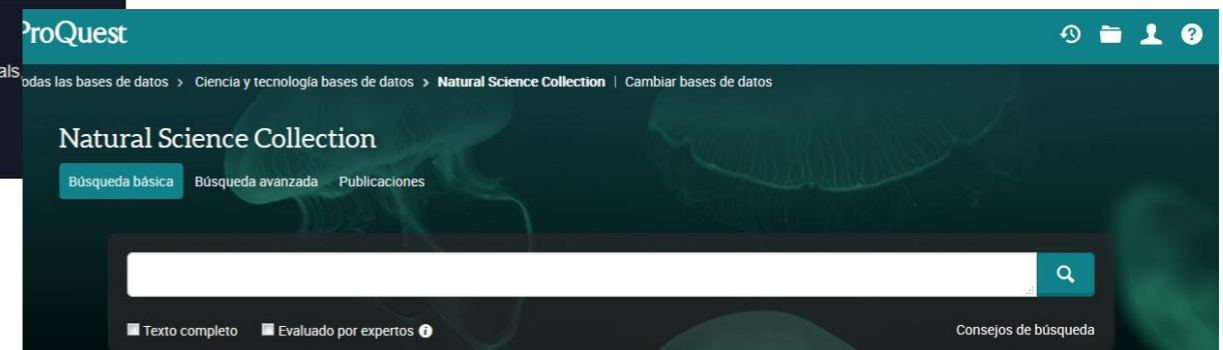 ProQuest
als
odas las bases de datos > Ciencia y tecnología bases de datos > Natural Science Collection | Cambiar bases de datos
Natural Science Collection
Búsqueda básica Búsqueda avanzada Publicaciones
Texto completo Evaluado por expertos
Consejos de búsqueda